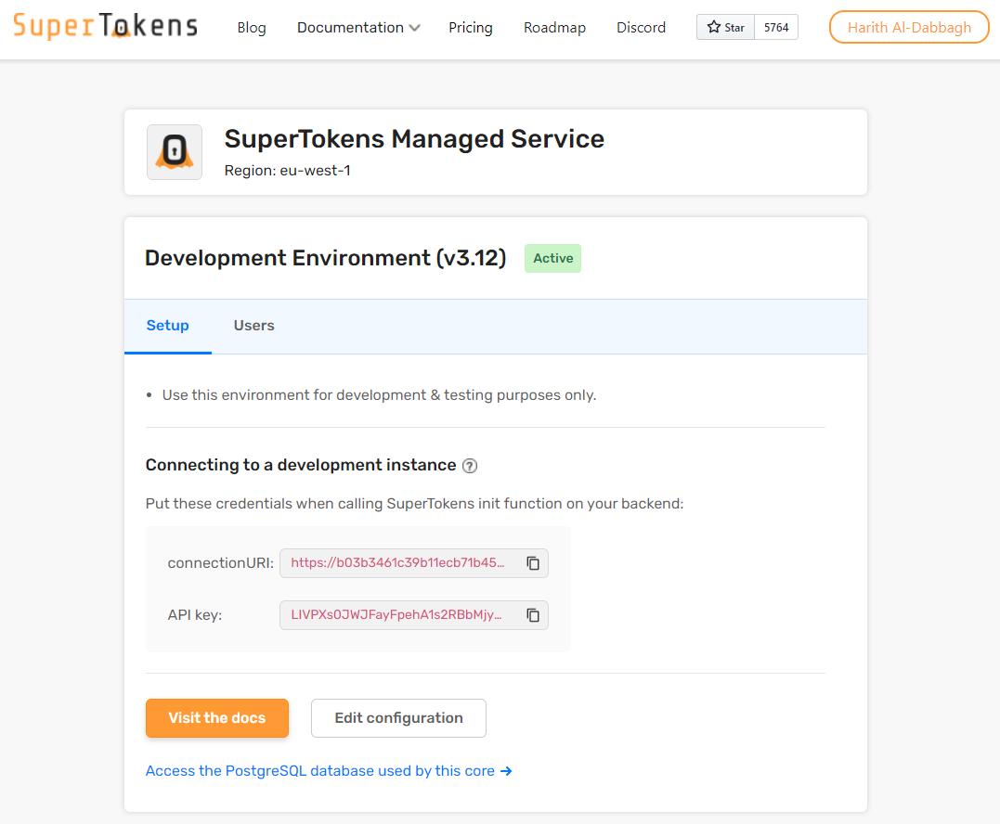 SuperTokens Blog Documentation Pricing Roadmap Discord Star 5764 Harith Al-Dabbagh
SuperTokens Managed Service
Region: eu-west-1
Development Environment (v3.12) Active
Setup Users
• Use this environment for development & testing purposes only.
Connecting to a development instance ?
Put these credentials when calling SuperTokens init function on your backend:
connectionURI: https://b03b3461c39b11ecb71b45...
API key: LIVPXs0JWJFayFpehA1s2RBbMjy...
Visit the docs Edit configuration
Access the PostgreSQL database used by this core →